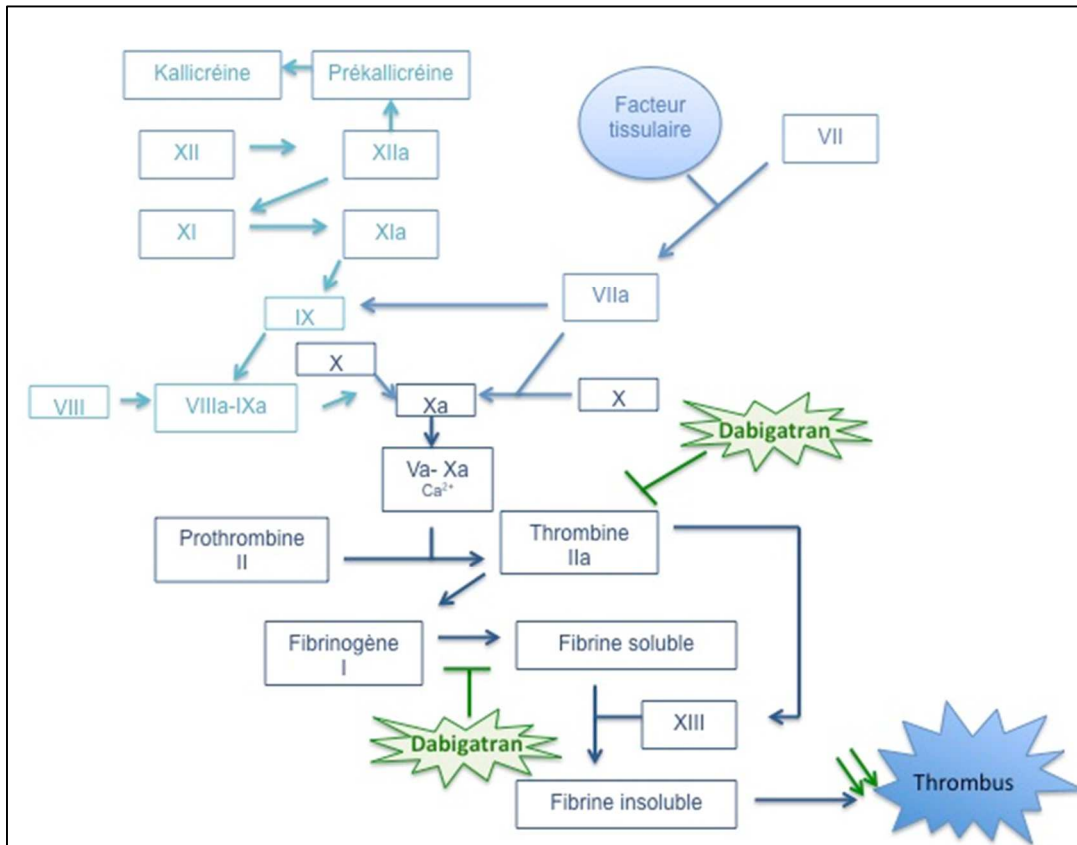 Kallicréine
Prékallicréine
Facteur
tissulaire
VII
XII
XIIa
XI
XIa
VIIa
IX
X
VIII
VIIIa-IXa
Xa
X
Dabigatran
Va- Xa
Ca²⁺
Prothrombine
II
Thrombine
IIa
Fibrinogène
I
Fibrine soluble
XIII
Dabigatran
Fibrine insoluble
Thrombus